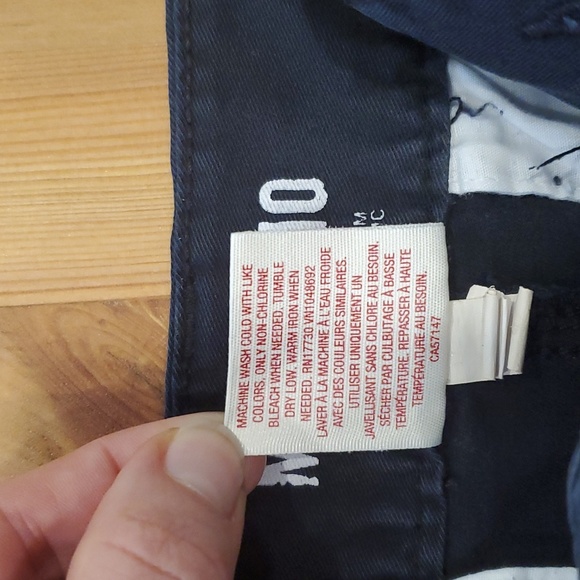 MACHINE WASH COLD WITH LIKE
COLORS, ONLY NON-CHLORINE
BLEACH WHEN NEEDED, TUMBLE
DRY LOW, WARM IRON WHEN
NEEDED. RN17730 VA1048692
LAVER À LA MACHINE À L'EAU FROIDE
AVEC DES COULEURS SIMILAIRES.
UTILISER UNIQUEMENT UN
JAVELLISANT SANS CHLORE AU BESOIN.
SÉCHER PAR CULBUTAGE À BASSE
TEMPÉRATURE. REPASSER À HAUTE
TEMPÉRATURE AU BESOIN.
CA57147